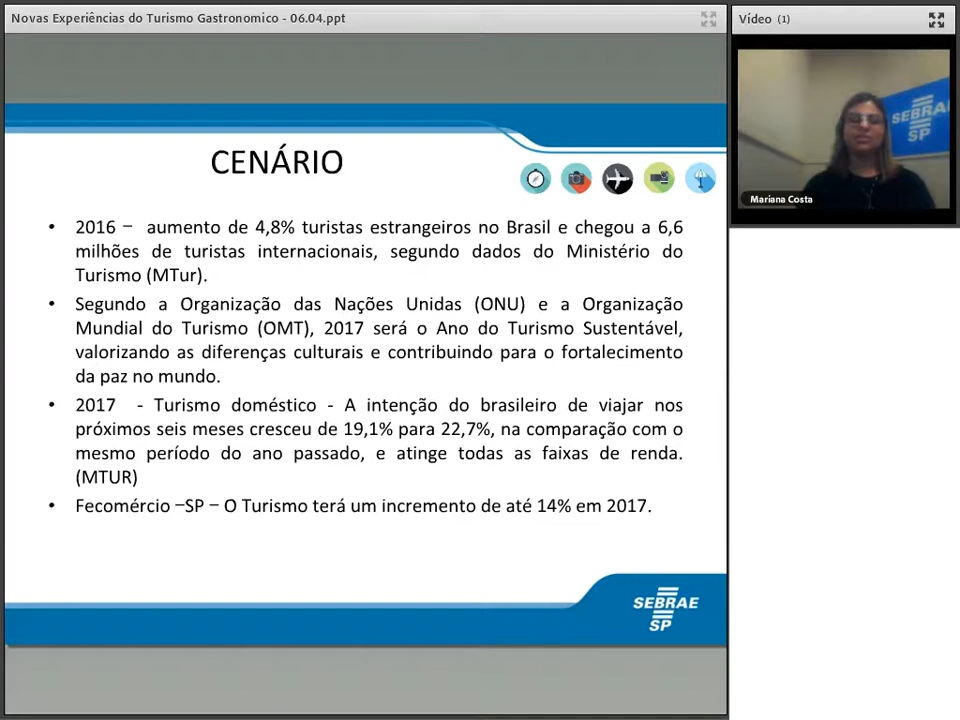 Novas Experiências do Turismo Gastronomico - 06.04.ppt
Vídeo (1)
SEBRAE
SP
Mariana Costa
CENÁRIO
• 2016 – aumento de 4,8% turistas estrangeiros no Brasil e chegou a 6,6
milhões de turistas internacionais, segundo dados do Ministério do
Turismo (MTur).
• Segundo a Organização das Nações Unidas (ONU) e a Organização
Mundial do Turismo (OMT), 2017 será o Ano do Turismo Sustentável,
valorizando as diferenças culturais e contribuindo para o fortalecimento
da paz no mundo.
• 2017 - Turismo doméstico - A intenção do brasileiro de viajar nos
próximos seis meses cresceu de 19,1% para 22,7%, na comparação com o
mesmo período do ano passado, e atinge todas as faixas de renda.
(MTUR)
• Fecomércio –SP – O Turismo terá um incremento de até 14% em 2017.
SEBRAE
SP